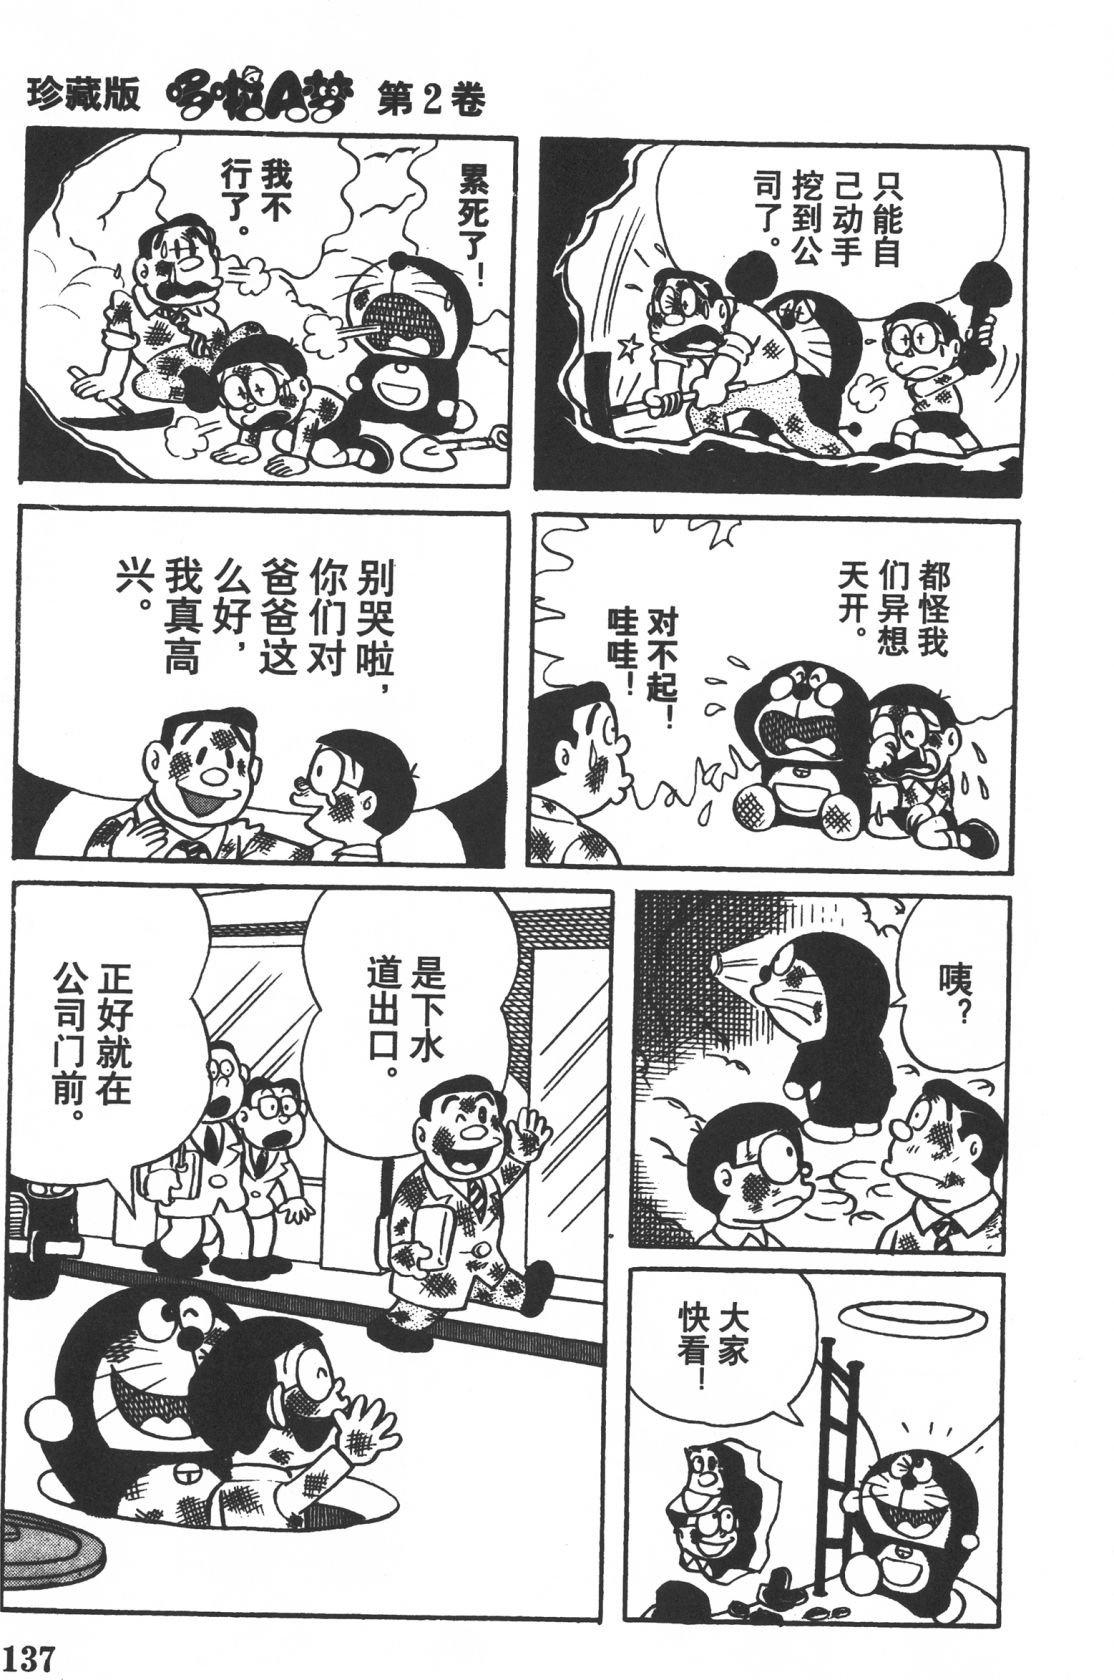 珍藏版 哆啦A梦 第2卷
只能自
己动手
挖到公
司了。
累死了！
我不
行了。
都怪我
们异想
天开。
对不起！
哇哇！
别哭啦，
你们对
爸爸这
么好，
我真高
兴。
咦？
大家
快看！
是下水
道出口。
正好就在
公司门前。
137